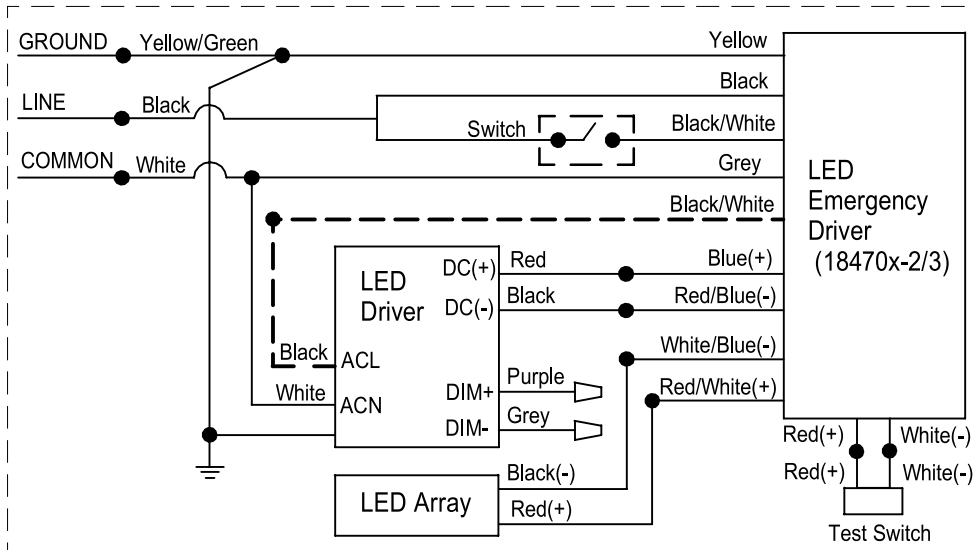 GROUND Yellow/Green Yellow
Black
LINE Black
Switch Black/White
COMMON White Grey
Black/White
LED
Emergency
Driver
(18470x-2/3)
LED
Driver
DC(+) Red Blue(+)
DC(-) Black Red/Blue(-)
Black ACL White/Blue(-)
White ACN
DIM+ Purple Red/White(+)
DIM- Grey
Red(+) White(-)
Red(+) White(-)
Test Switch
LED Array
Black(-)
Red(+)